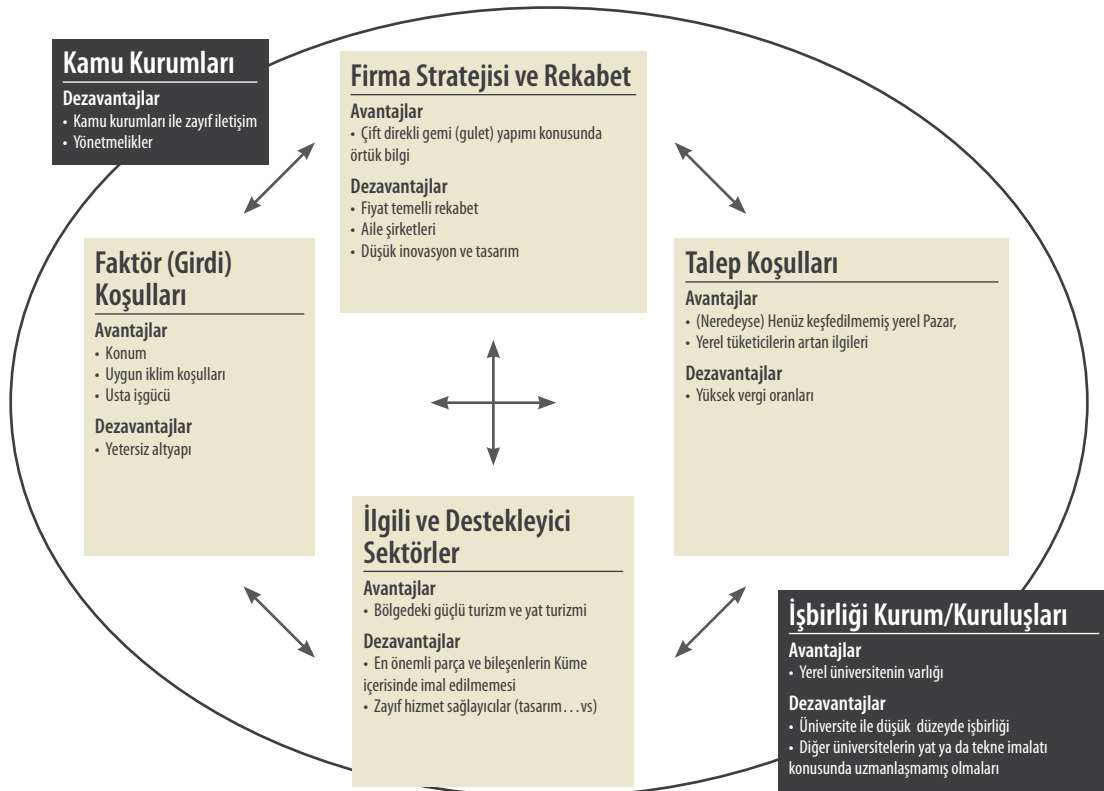 Kamu Kurumları
Dezavantajlar
• Kamu kurumları ile zayıf iletişim
• Yönetmelikler
Firma Stratejisi ve Rekabet
Avantajlar
• Çift direkli gemi (gulet) yapımı konusunda
örtük bilgi
Dezavantajlar
• Fiyat temelli rekabet
• Aile şirketleri
• Düşük inovasyon ve tasarım
Faktör (Girdi)
Koşulları
Avantajlar
• Konum
• Uygun iklim koşulları
• Usta işgücü
Dezavantajlar
• Yetersiz altyapı
Talep Koşulları
Avantajlar
• (Neredeyse) Henüz keşfedilmemiş yerel Pazar,
• Yerel tüketicilerin artan ilgileri
Dezavantajlar
• Yüksek vergi oranları
İlgili ve Destekleyici
Sektörler
Avantajlar
• Bölgedeki güçlü turizm ve yat turizmi
Dezavantajlar
• En önemli parça ve bileşenlerin Küme
içerisinde imal edilmemesi
• Zayıf hizmet sağlayıcılar (tasarım…vs)
İşbirliği Kurum/Kuruluşları
Avantajlar
• Yerel üniversitenin varlığı
Dezavantajlar
• Üniversite ile düşük düzeyde işbirliği
• Diğer üniversitelerin yat ya da tekne imalatı
konusunda uzmanlaşmamış olmaları